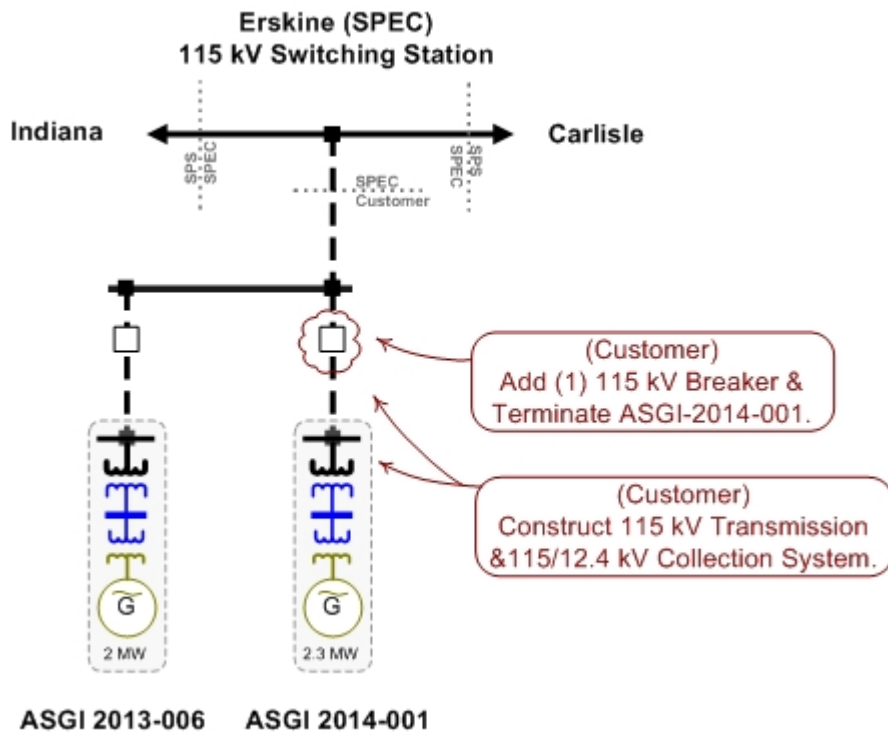 Erskine (SPEC)
115 kV Switching Station
Indiana
Carlisle
SPS
SPEC
SPEC
SPS
SPEC
Customer
(Customer)
Add (1) 115 kV Breaker &
Terminate ASGI-2014-001.
(Customer)
Construct 115 kV Transmission
&115/12.4 kV Collection System.
G
G
2 MW
2.3 MW
ASGI 2013-006
ASGI 2014-001